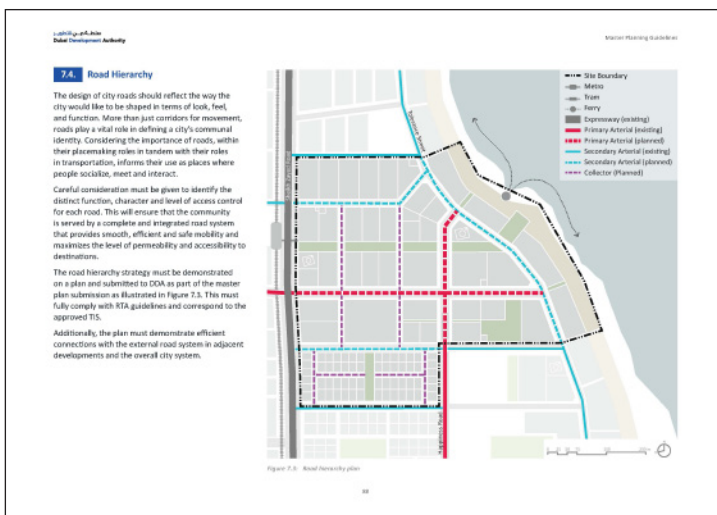 Dubai Development Authority
Master Planning Guidelines
7.4. Road Hierarchy
The design of city roads should reflect the way the
city would like to be shaped in terms of look, feel,
and function. More than just corridors for movement,
roads play a vital role in defining a city's communal
identity. Considering the importance of roads, within
their placemaking roles in tandem with their roles
in transportation, informs their use as places where
people socialize, meet and interact.
Careful consideration must be given to identify the
distinct function, character and level of access control
for each road. This will ensure that the community
is served by a complete and integrated road system
that provides smooth, efficient and safe mobility and
maximizes the level of permeability and accessibility to
destinations.
The road hierarchy strategy must be demonstrated
on a plan and submitted to DDA as part of the master
plan submission as illustrated in Figure 7.3. This must
fully comply with RTA guidelines and correspond to the
approved TIS.
Additionally, the plan must demonstrate efficient
connections with the external road system in adjacent
developments and the overall city system.
Site Boundary
Metro
Tram
Ferry
Expressway (existing)
Primary Arterial (existing)
Primary Arterial (planned)
Secondary Arterial (existing)
Secondary Arterial (planned)
Collector (Planned)
Happiness Road
Figure 7.3. Road hierarchy plan